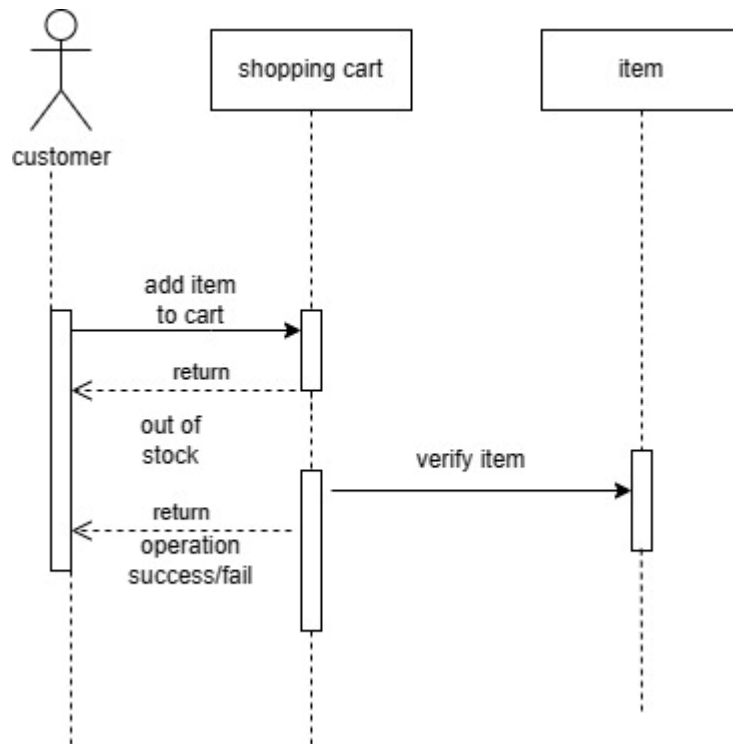 shopping cart
item
customer
add item
to cart
return
out of
stock
verify item
return
operation
success/fail